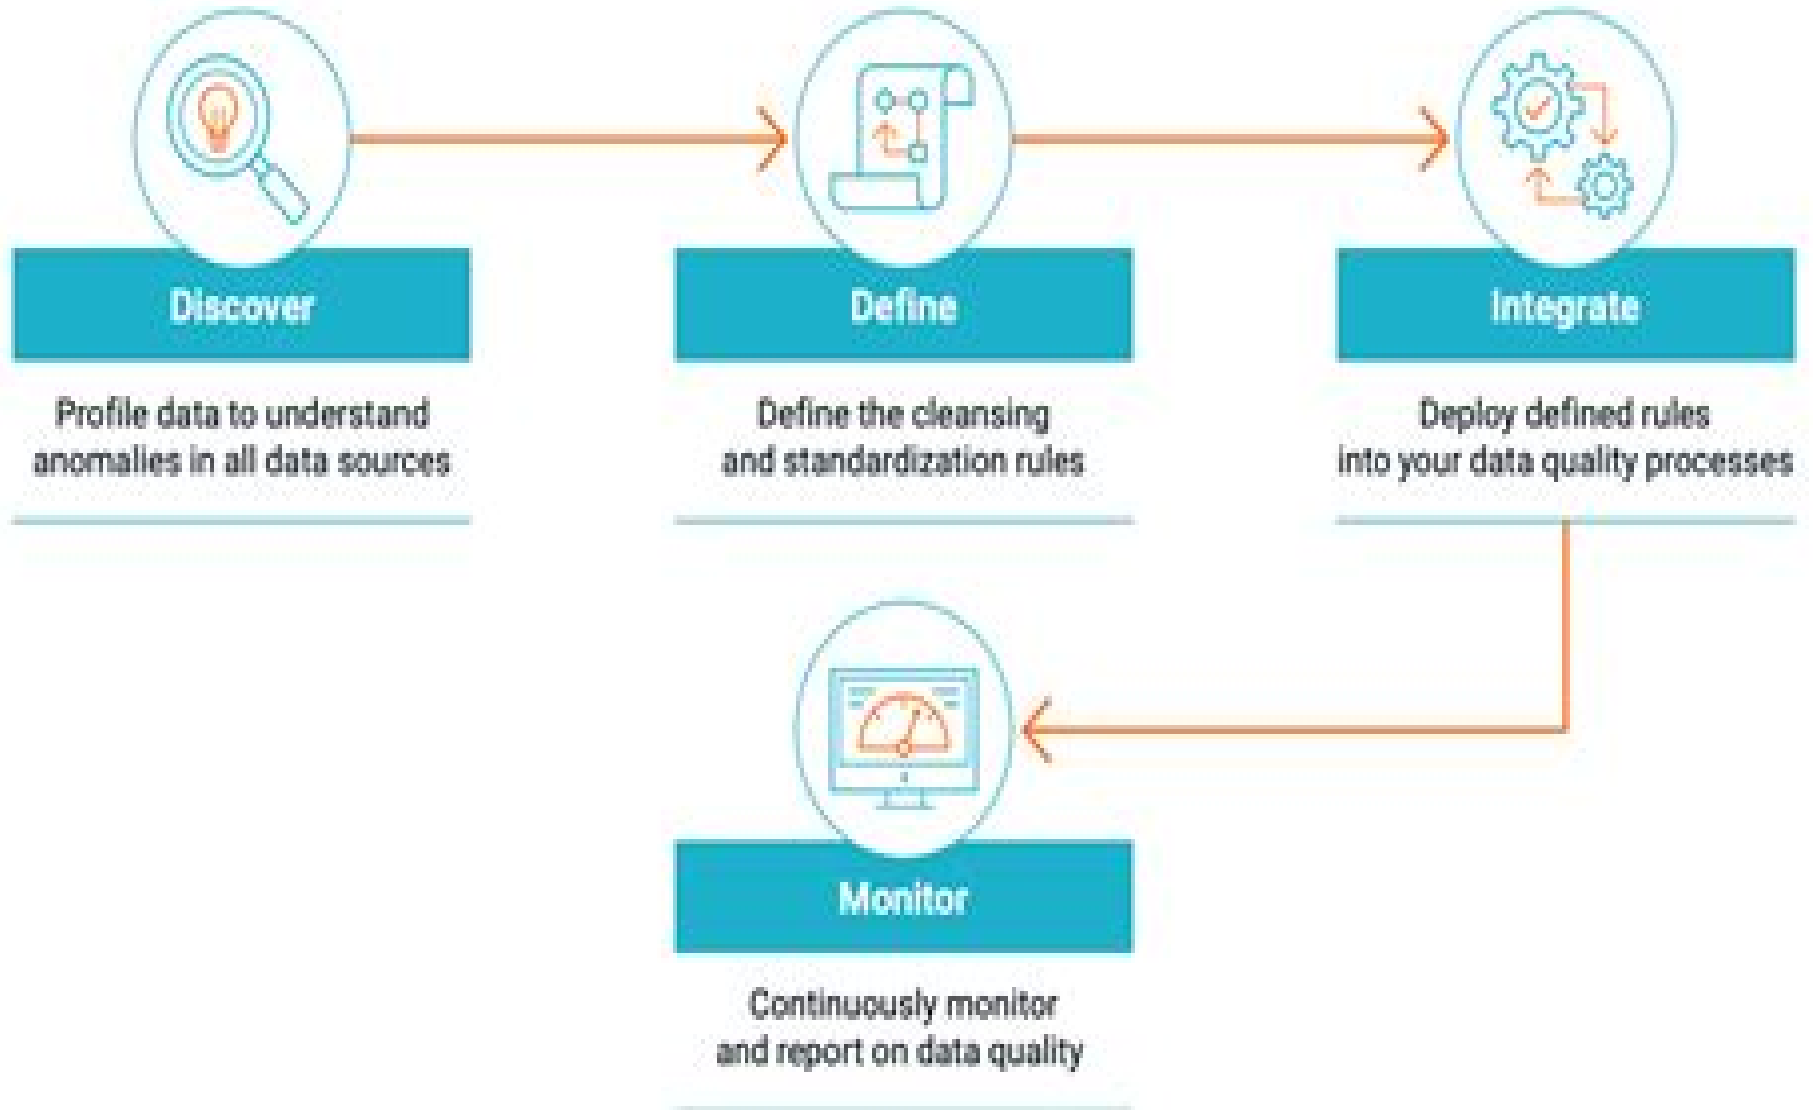 Discover
Profile data to understand
anomalies in all data sources
Define
Define the cleansing
and standardization rules
Integrate
Deploy defined rules
into your data quality processes
Monitor
Continuously monitor
and report on data quality